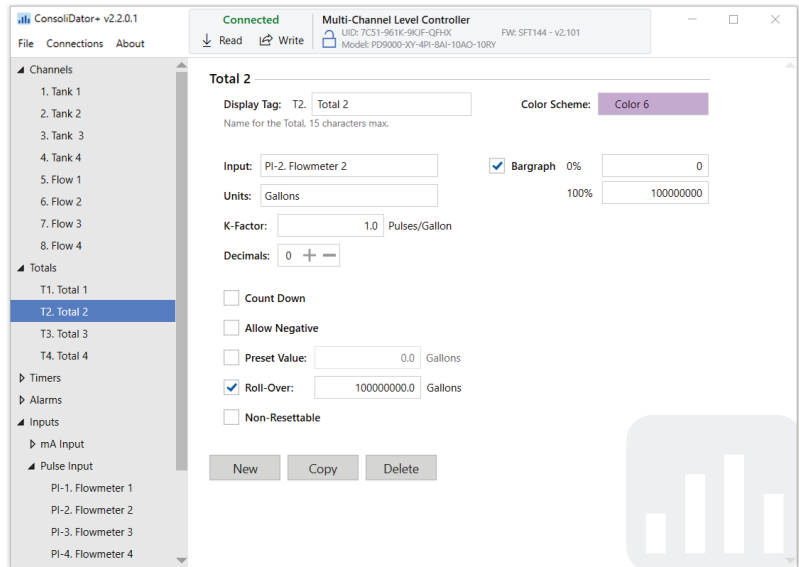 ConsoliDator+ v2.2.0.1
File Connections About
Connected
Read Write
Multi-Channel Level Controller
UID: 7C51-961K-9KJF-QFHX FW: SFT144 - v2.101
Model: PD9000-XY-4PI-8AI-10AO-10RY
Channels
1. Tank 1
2. Tank 2
3. Tank 3
4. Tank 4
5. Flow 1
6. Flow 2
7. Flow 3
8. Flow 4
Totals
T1. Total 1
T2. Total 2
T3. Total 3
T4. Total 4
Timers
Alarms
Inputs
mA Input
Pulse Input
PI-1. Flowmeter 1
PI-2. Flowmeter 2
PI-3. Flowmeter 3
PI-4. Flowmeter 4
Total 2
Display Tag: T2. Total 2 Color Scheme: Color 6
Name for the Total, 15 characters max.
Input: PI-2. Flowmeter 2 Bargraph 0% 0
Units: Gallons 100% 100000000
K-Factor: 1.0 Pulses/Gallon
Decimals: 0
Count Down
Allow Negative
Preset Value: 0.0 Gallons
Roll-Over: 100000000.0 Gallons
Non-Resettable
New Copy Delete